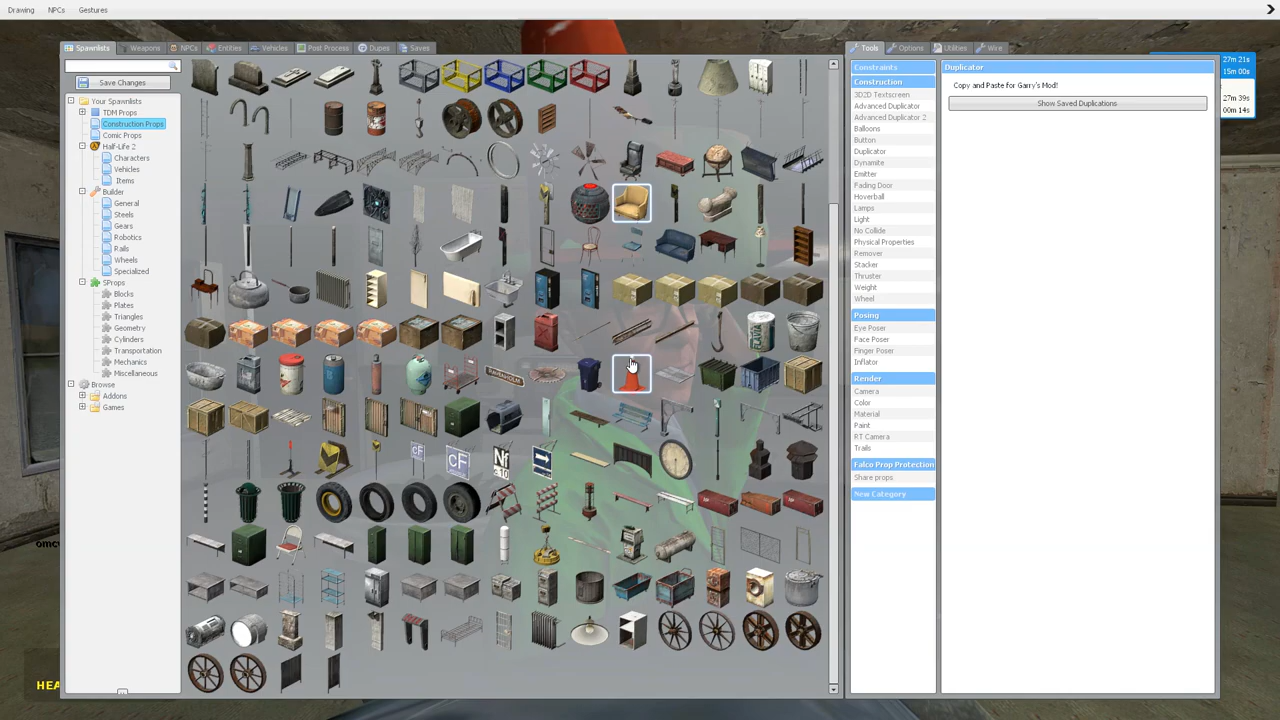 Drawing NPCs Gestures
Spawnlists Weapons NPCs Entities Vehicles Post Process Dupes Saves
Save Changes
Your Spawnlists
TDM Props
Construction Props
Comic Props
Half-Life 2
Characters
Vehicles
Items
Builder
General
Steels
Gears
Robotics
Rails
Wheels
Specialized
SProps
Blocks
Plates
Triangles
Geometry
Cylinders
Transportation
Mechanics
Miscellaneous
Browse
Addons
Games
RAVENHOLM
CF
CF
Nf
Tools Options Utilities Wire
Constraints
Construction
3D2D Textscreen
Advanced Duplicator
Advanced Duplicator 2
Balloons
Button
Duplicator
Dynamite
Emitter
Fading Door
Hoverball
Lamps
Light
No Collide
Physical Properties
Remover
Stacker
Thruster
Weight
Wheel
Posing
Eye Poser
Face Poser
Finger Poser
Inflator
Render
Camera
Color
Material
Paint
RT Camera
Trails
Falco Prop Protection
Share props
New Category
Duplicator
Copy and Paste for Garry's Mod!
Show Saved Duplications
27m 21s
15m 00s
27m 39s
00m 14s
HEA